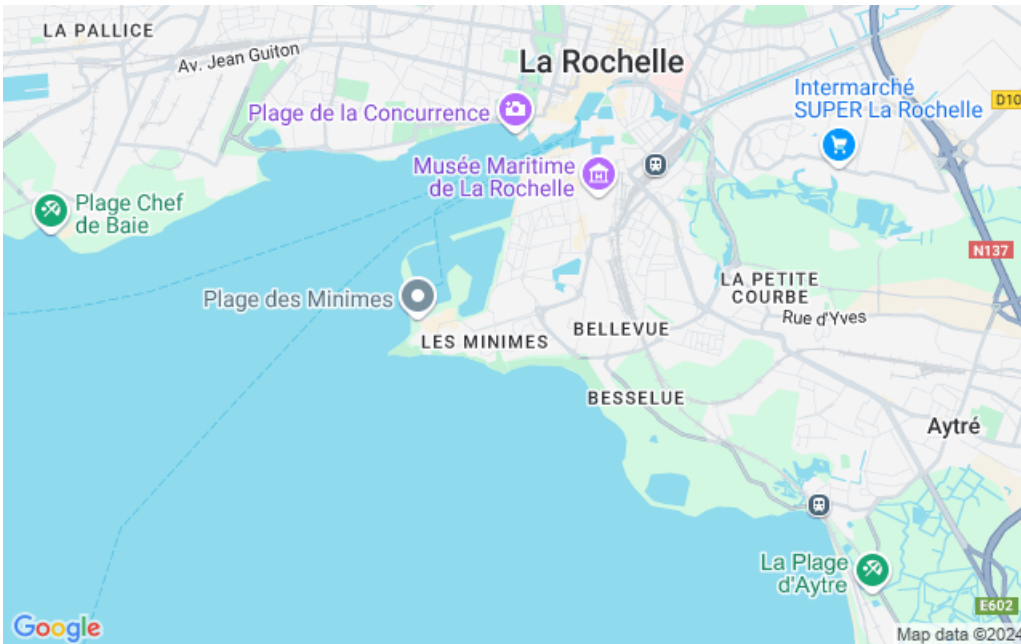 LA PALLICE
Av. Jean Guiton
La Rochelle
Intermarché
SUPER La Rochelle
D10
Plage de la Concurrence
Musée Maritime
de La Rochelle
Plage Chef
de Baie
N137
Plage des Minimes
LA PETITE
COURBE
Rue d'Yves
BELLEVUE
LES MINIMES
BESSELUE
Aytré
La Plage
d'Aytre
E602
Google
Map data ©2024